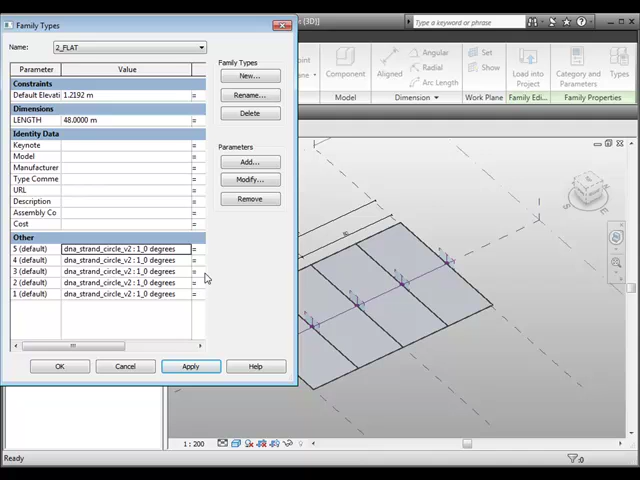 [3D]
Type a keyword or phrase
Family Types
Name: 2_FLAT
Parameter Value
Constraints
Default Elevati 1.2192 m =
Dimensions
LENGTH 48.0000 m =
Identity Data
Keynote =
Model =
Manufacturer =
Type Comme =
URL =
Description =
Assembly Co =
Cost =
Other
5 (default) dna_strand_circle_v2 : 1_0 degrees =
4 (default) dna_strand_circle_v2 : 1_0 degrees =
3 (default) dna_strand_circle_v2 : 1_0 degrees =
2 (default) dna_strand_circle_v2 : 1_0 degrees =
1 (default) dna_strand_circle_v2 : 1_0 degrees =
Family Types
New...
Rename...
Delete
Parameters
Add...
Modify...
Remove
OK Cancel Apply Help
Component
Model
Aligned
Angular
Radial
Arc Length
Dimension
Set
Show
Work Plane
Load into
Project
Family Edi...
Category and
Parameters
Types
Family Properties
S E
1 : 200
Ready
:0